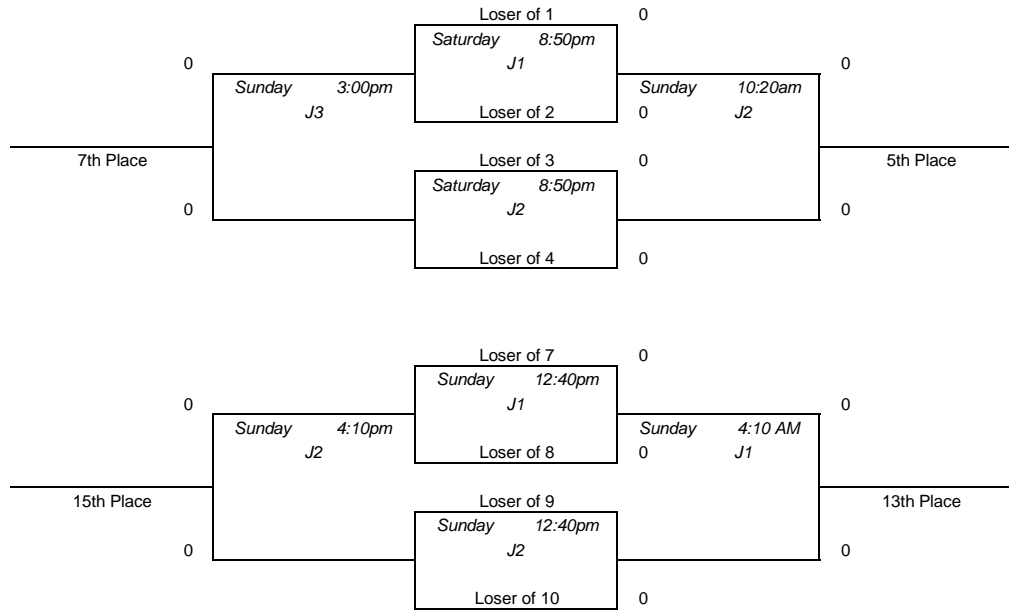 Loser of 1 0
Saturday 8:50pm
0 J1 0
Sunday 3:00pm Sunday 10:20am
J3 Loser of 2 0 J2
7th Place Loser of 3 0 5th Place
Saturday 8:50pm
0 J2 0
Loser of 4 0
Loser of 7 0
Sunday 12:40pm
0 J1 0
Sunday 4:10pm Sunday 4:10 AM
J2 Loser of 8 0 J1
15th Place Loser of 9 0 13th Place
Sunday 12:40pm
0 J2 0
Loser of 10 0